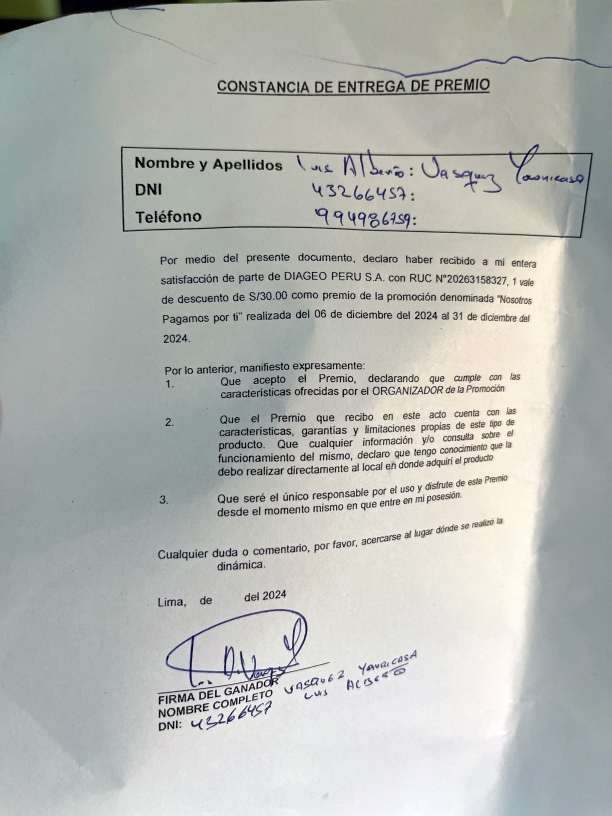 CONSTANCIA DE ENTREGA DE PREMIO
Nombre y Apellidos Luis Alberto: Vasquez Yauricasa
DNI 43266457:
Teléfono 994986759:
Por medio del presente documento, declaro haber recibido a mi entera
satisfacción de parte de DIAGEO PERU S.A. con RUC N°20263158327, 1 vale
de descuento de S/30.00 como premio de la promoción denominada "Nosotros
Pagamos por ti" realizada del 06 de diciembre del 2024 al 31 de diciembre del
2024.
Por lo anterior, manifiesto expresamente:
1. Que acepto el Premio, declarando que cumple con las
características ofrecidas por el ORGANIZADOR de la Promoción
2. Que el Premio que recibo en este acto cuenta con las
características, garantías y limitaciones propias de este tipo de
producto. Que cualquier información y/o consulta sobre el
funcionamiento del mismo, declaro que tengo conocimiento que la
debo realizar directamente al local en donde adquirí el producto
3. Que seré el único responsable por el uso y disfrute de este Premio
desde el momento mismo en que entre en mi posesión.
Cualquier duda o comentario, por favor, acercarse al lugar dónde se realizó la
dinámica.
Lima, de del 2024
FIRMA DEL GANADOR
NOMBRE COMPLETO VASQUEZ YAURICASA
LUIS ALBERTO
DNI: 43266457